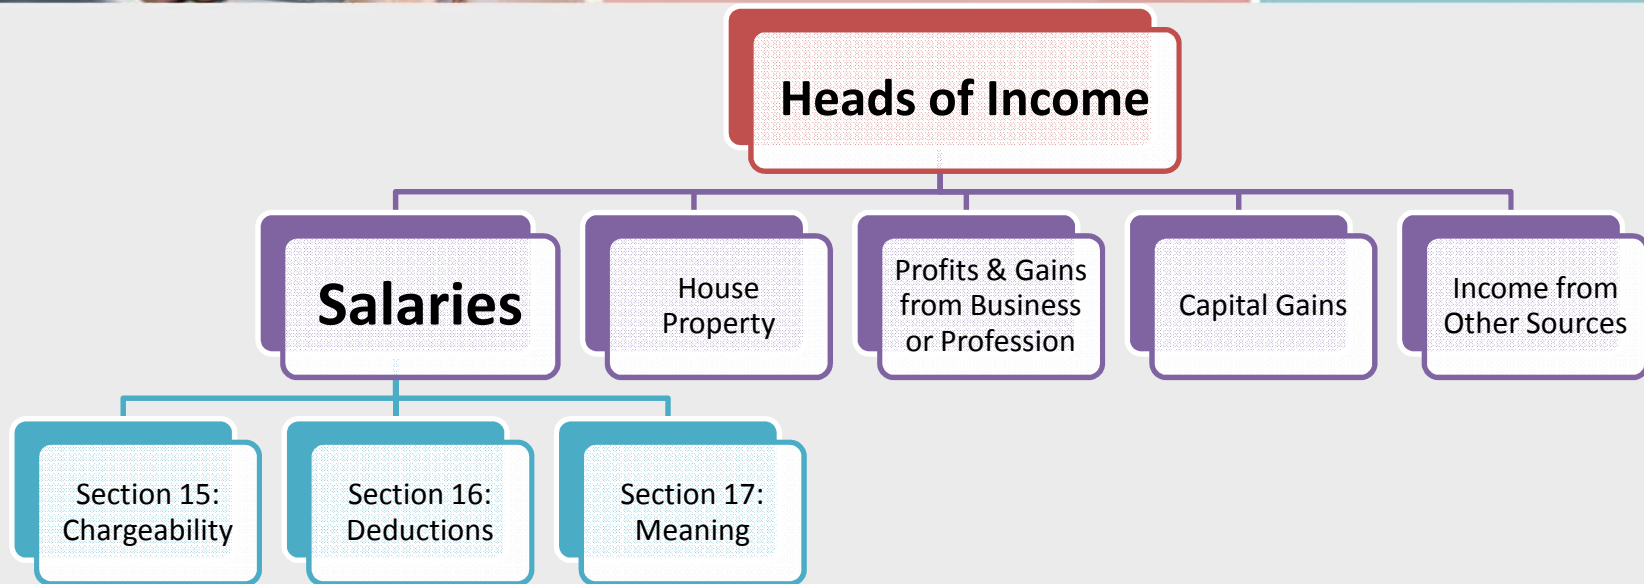 Heads of Income
Salaries
House
Property
Profits & Gains
from Business
or Profession
Capital Gains
Income from
Other Sources
Section 15:
Chargeability
Section 16:
Deductions
Section 17:
Meaning